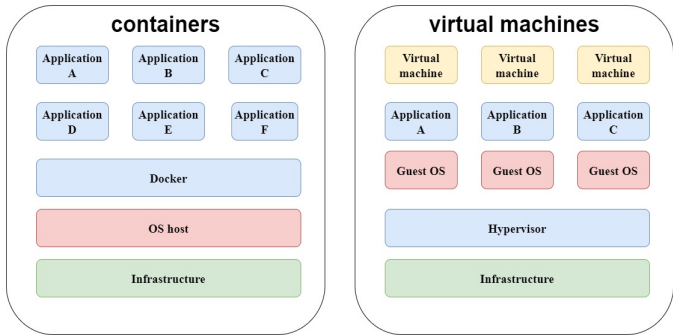 containers
Application
A
Application
B
Application
C
Application
D
Application
E
Application
F
Docker
OS host
Infrastructure
virtual machines
Virtual
machine
Virtual
machine
Virtual
machine
Application
A
Application
B
Application
C
Guest OS
Guest OS
Guest OS
Hypervisor
Infrastructure